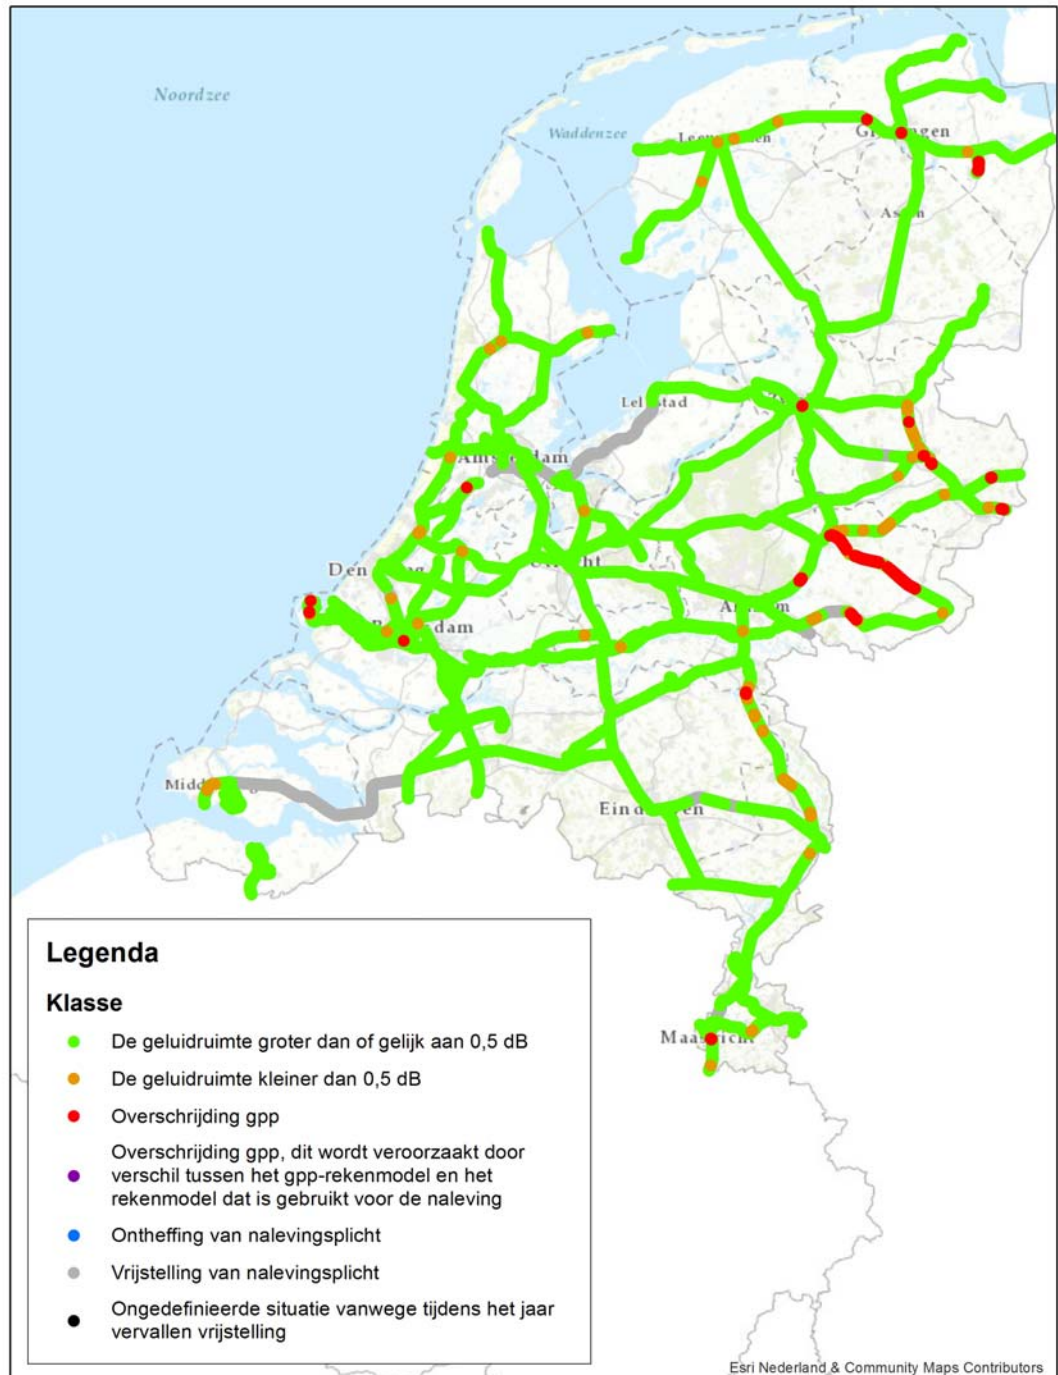 Noordzee
Waddenzee
Lelystad
Amsterdam
Utrecht
Eindhoven
Legenda
Klasse
De geluidruimte groter dan of gelijk aan 0,5 dB
De geluidruimte kleiner dan 0,5 dB
Overschrijding gpp
Overschrijding gpp, dit wordt veroorzaakt door
verschil tussen het gpp-rekenmodel en het
rekenmodel dat is gebruikt voor de naleving
Ontheffing van nalevingsplicht
Vrijstelling van nalevingsplicht
Ongedefinieerde situatie vanwege tijdens het jaar
vervallen vrijstelling
Esri Nederland & Community Maps Contributors